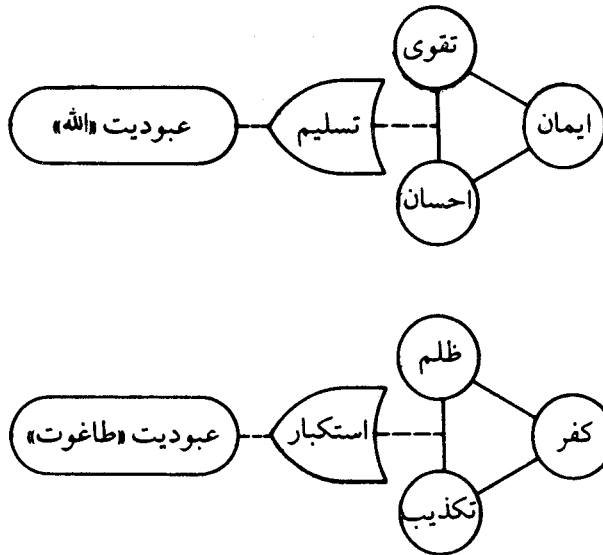 تقوی
ایمان
تسلیم
عبودیت «الله»
احسان
ظلم
کفر
استکبار
عبودیت «طاغوت»
تکذیب